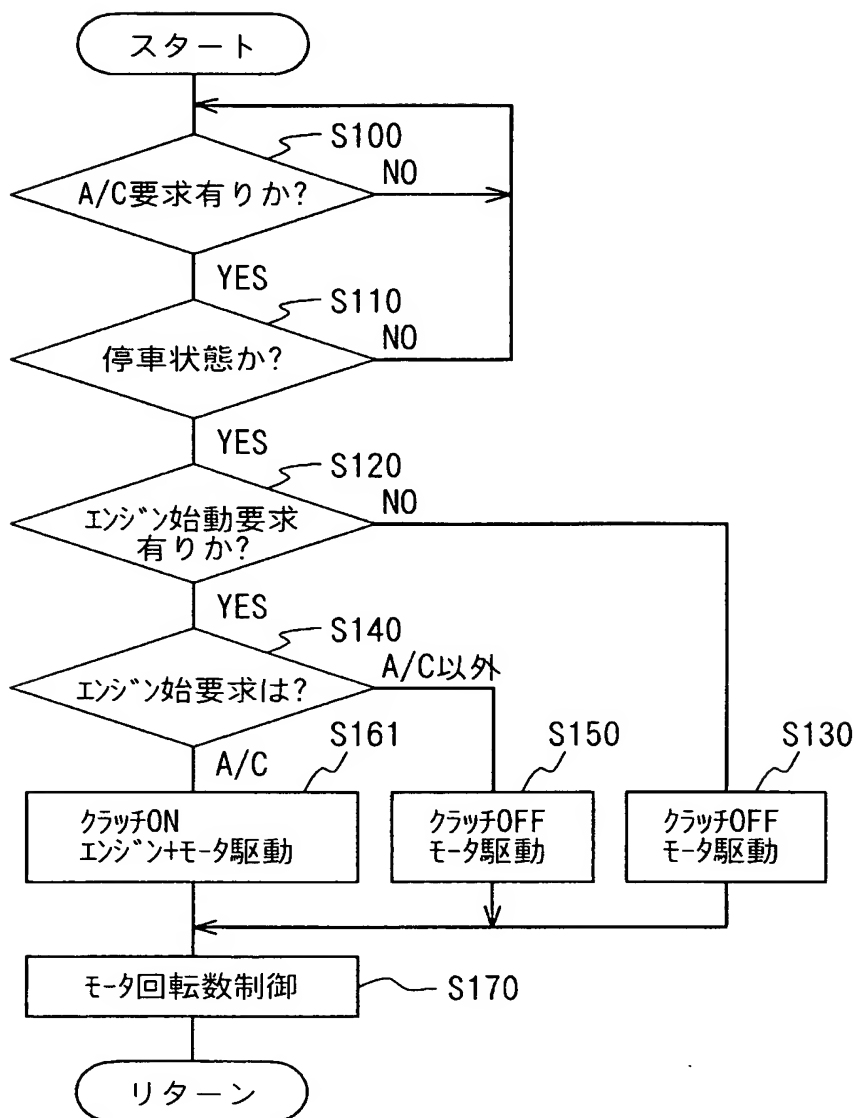 スタート
S100
A/C要求有りか?
NO
YES
S110
停車状態か?
NO
YES
S120
ｴﾝｼﾞﾝ始動要求
有りか?
NO
YES
S140
ｴﾝｼﾞﾝ始要求は?
A/C以外
A/C
S161
ｸﾗｯﾁON
ｴﾝｼﾞﾝ+ﾓｰﾀ駆動
S150
ｸﾗｯﾁOFF
ﾓｰﾀ駆動
S130
ｸﾗｯﾁOFF
ﾓｰﾀ駆動
ﾓｰﾀ回転数制御
S170
リターン